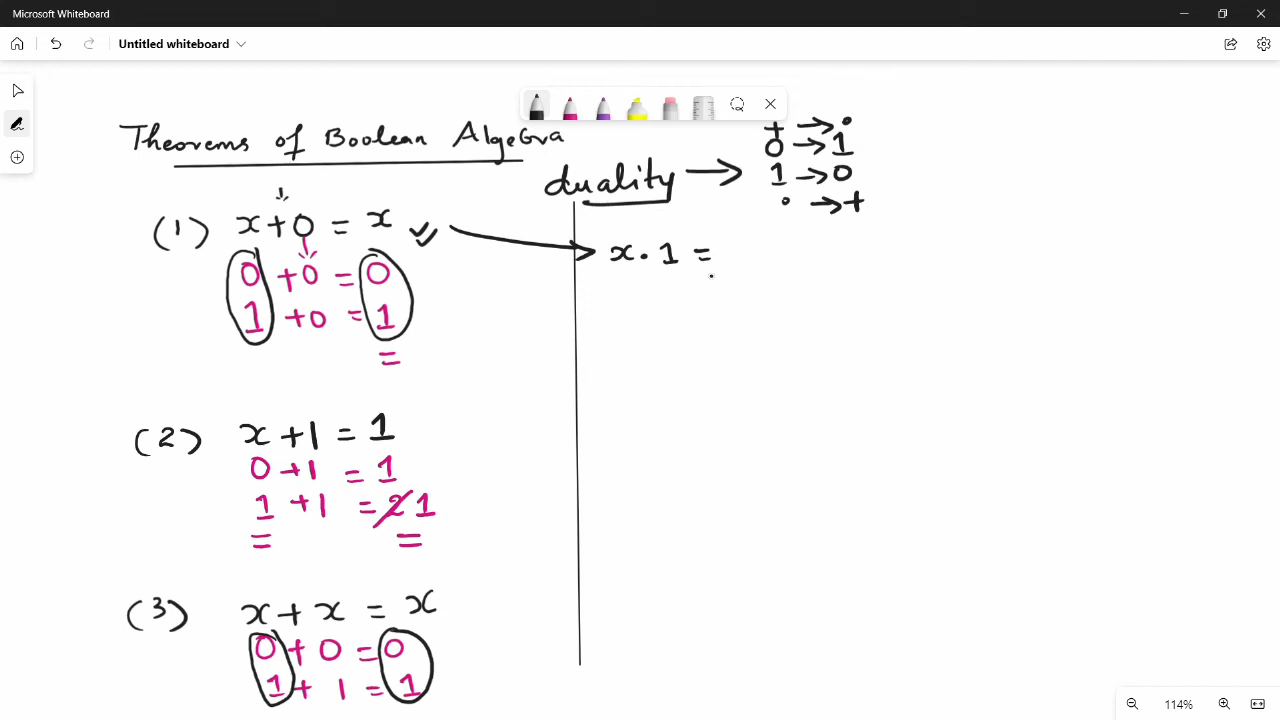 Microsoft Whiteboard
Untitled whiteboard
Theorems of Boolean Algebra
(1) x+0 = x
0 +0 = 0
1 +0 = 1
=
(2) x+1 = 1
0 +1 = 1
1 +1 = 2 1
= =
(3) x+x = x
0 + 0 = 0
1 + 1 = 1
duality →
+ → •
0 → 1
1 → 0
• → +
x . 1 =
114%